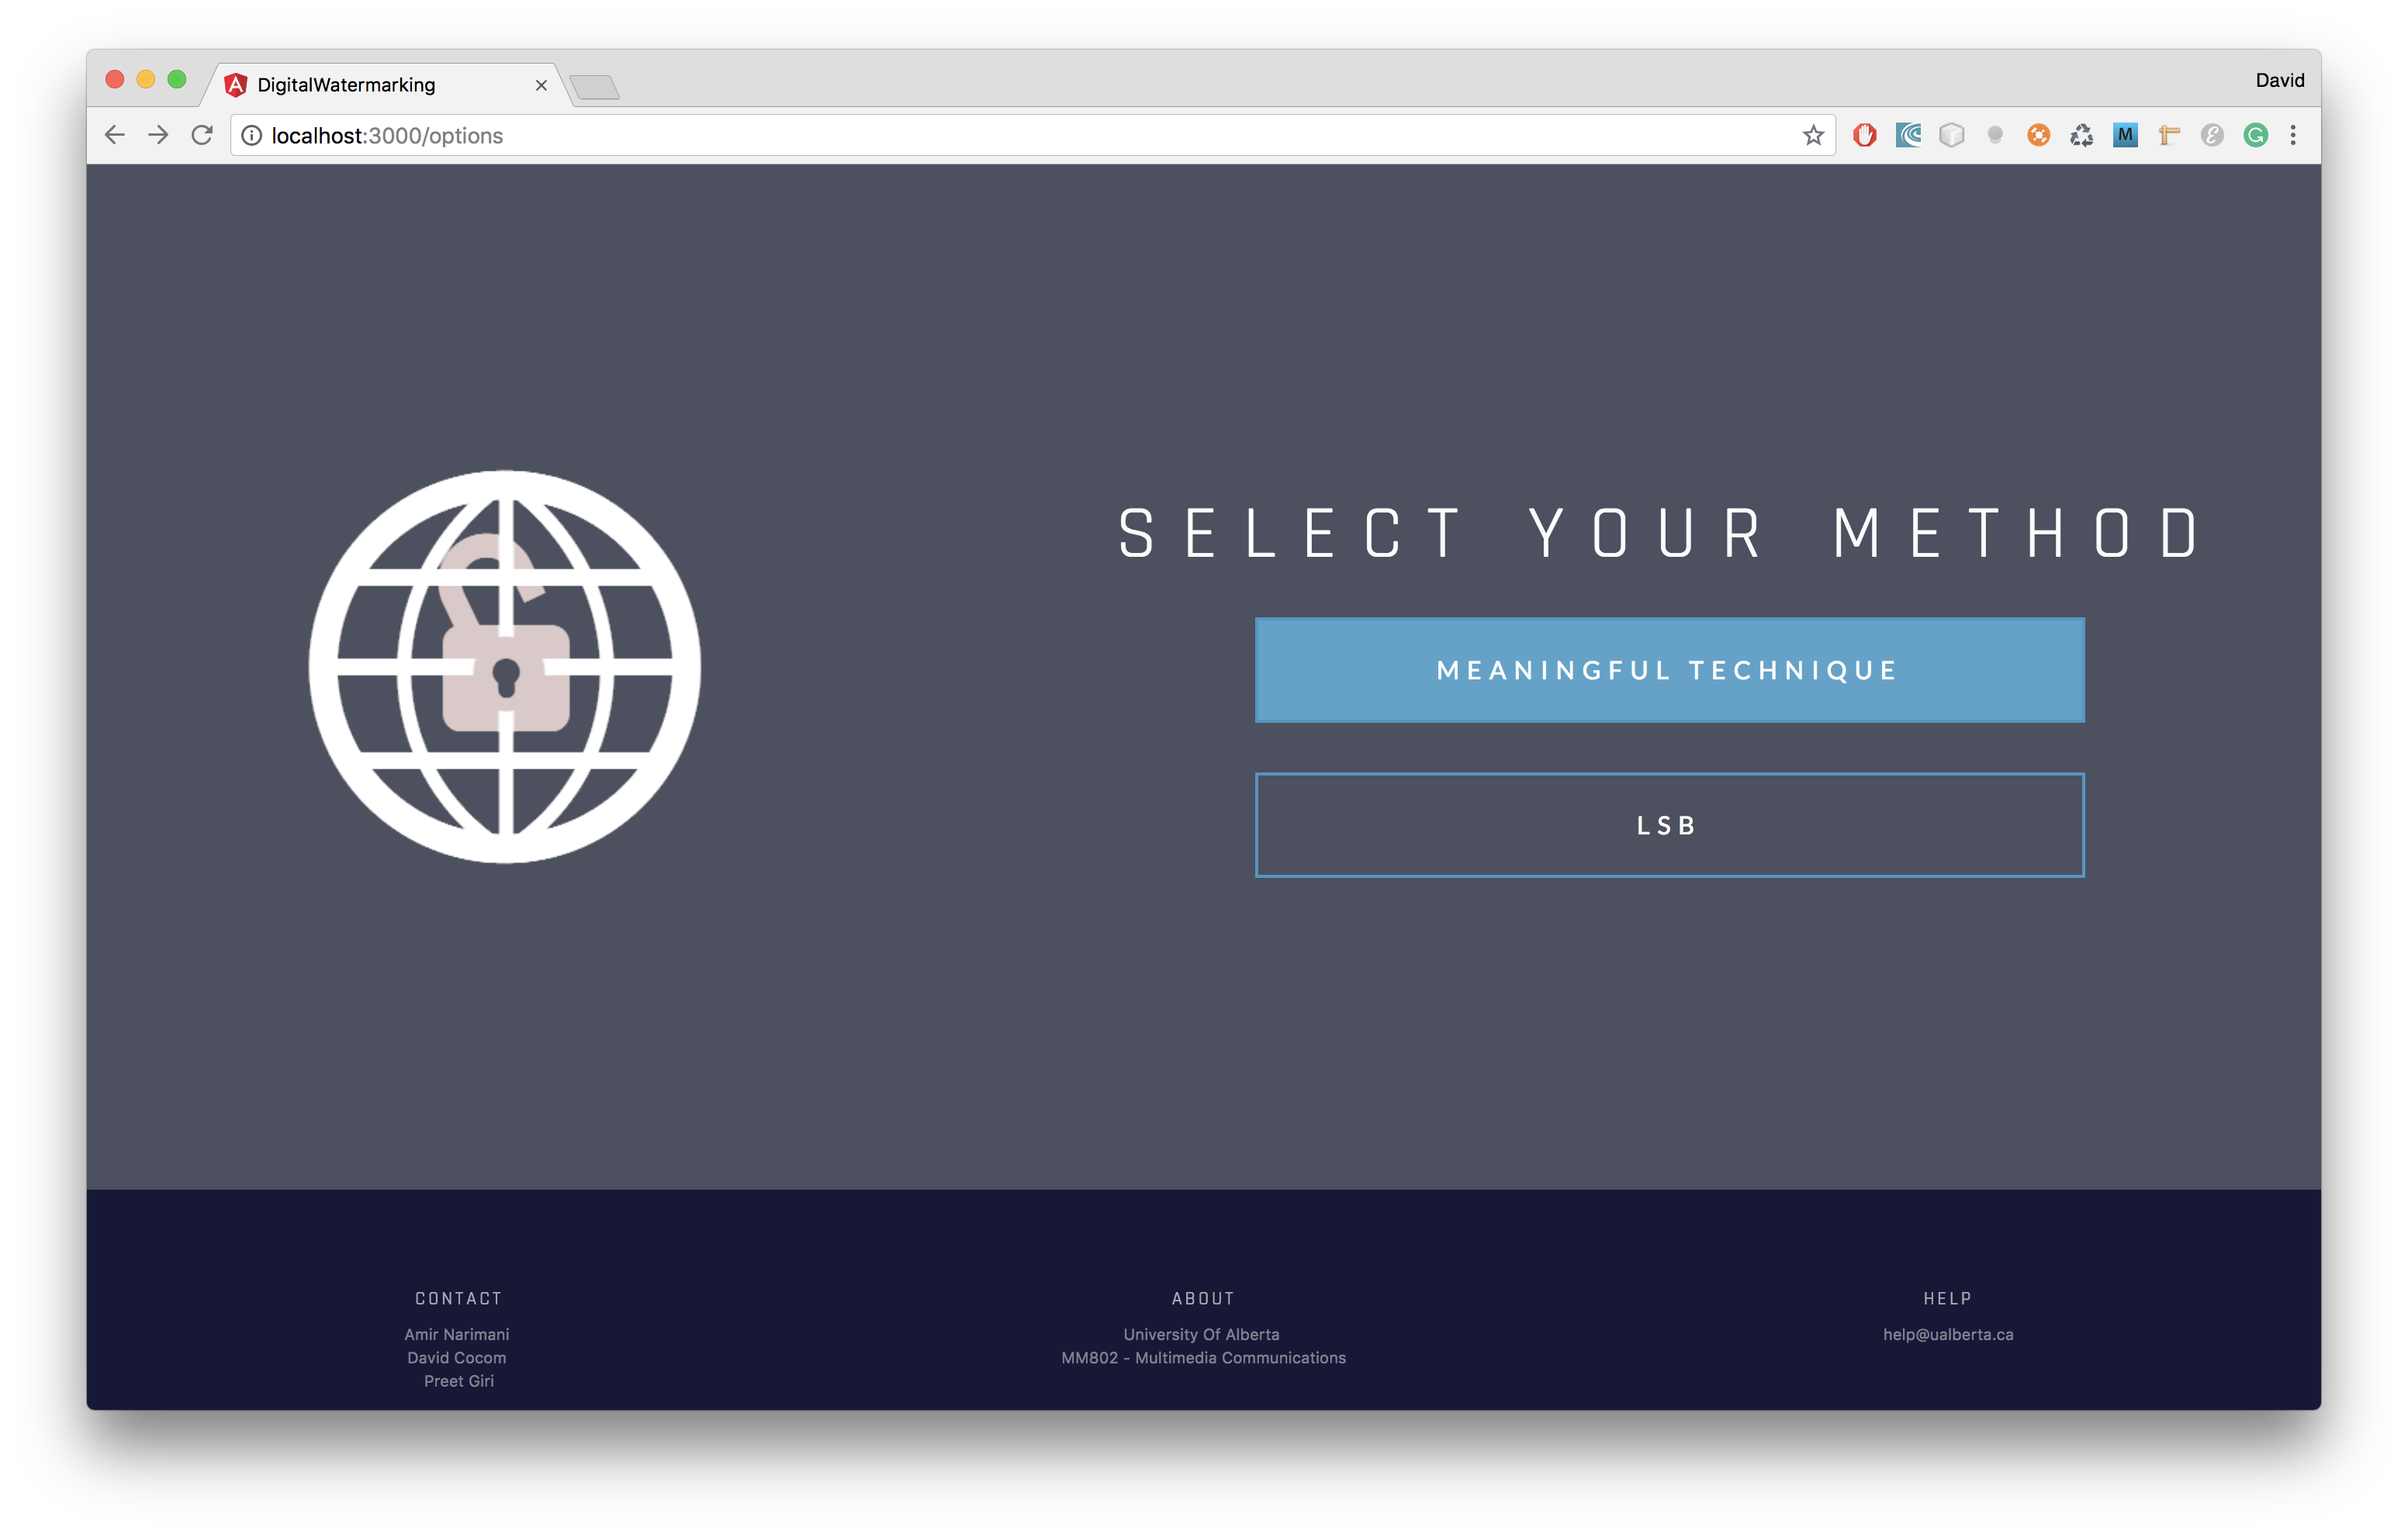 DigitalWatermarking
David
localhost:3000/options
M
SELECT YOUR METHOD
MEANINGFUL TECHNIQUE
LSB
CONTACT
Amir Narimani
David Cocom
Preet Giri
ABOUT
University Of Alberta
MM802 - Multimedia Communications
HELP
help@ualberta.ca